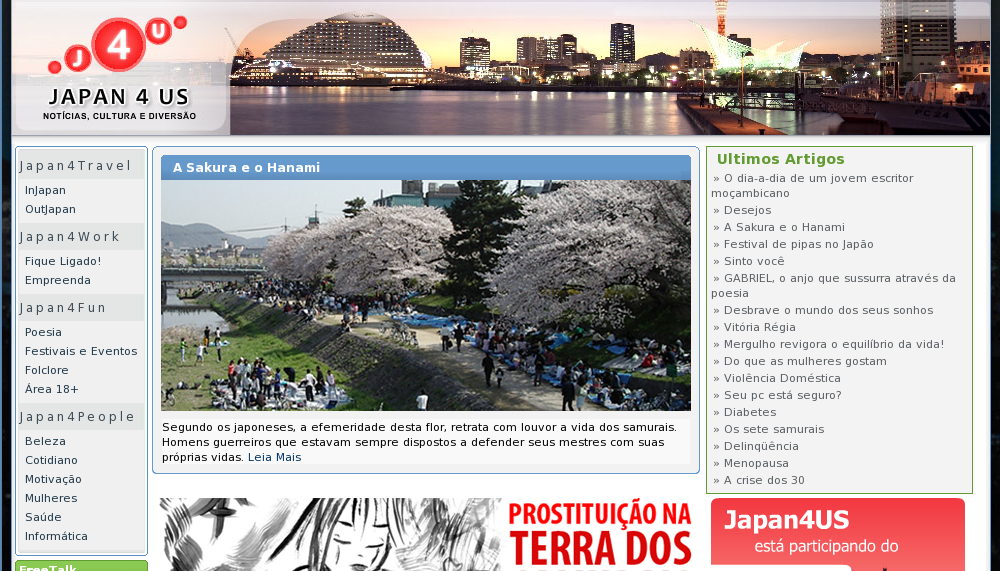 J 4 U
JAPAN 4 US
NOTÍCIAS, CULTURA E DIVERSÃO
Japan4Travel
InJapan
OutJapan
Japan4Work
Fique Ligado!
Empreenda
Japan4Fun
Poesia
Festivais e Eventos
Folclore
Área 18+
Japan4People
Beleza
Cotidiano
Motivação
Mulheres
Saúde
Informática
FreeTalk
A Sakura e o Hanami
Segundo os japoneses, a efemeridade desta flor, retrata com louvor a vida dos samurais.
Homens guerreiros que estavam sempre dispostos a defender seus mestres com suas
próprias vidas. Leia Mais
PROSTITUIÇÃO NA
TERRA DOS
Ultimos Artigos
» O dia-a-dia de um jovem escritor
moçambicano
» Desejos
» A Sakura e o Hanami
» Festival de pipas no Japão
» Sinto você
» GABRIEL, o anjo que sussurra através da
poesia
» Desbrave o mundo dos seus sonhos
» Vitória Régia
» Mergulho revigora o equilíbrio da vida!
» Do que as mulheres gostam
» Violência Doméstica
» Seu pc está seguro?
» Diabetes
» Os sete samurais
» Delinqüência
» Menopausa
» A crise dos 30
Japan4US
está participando do